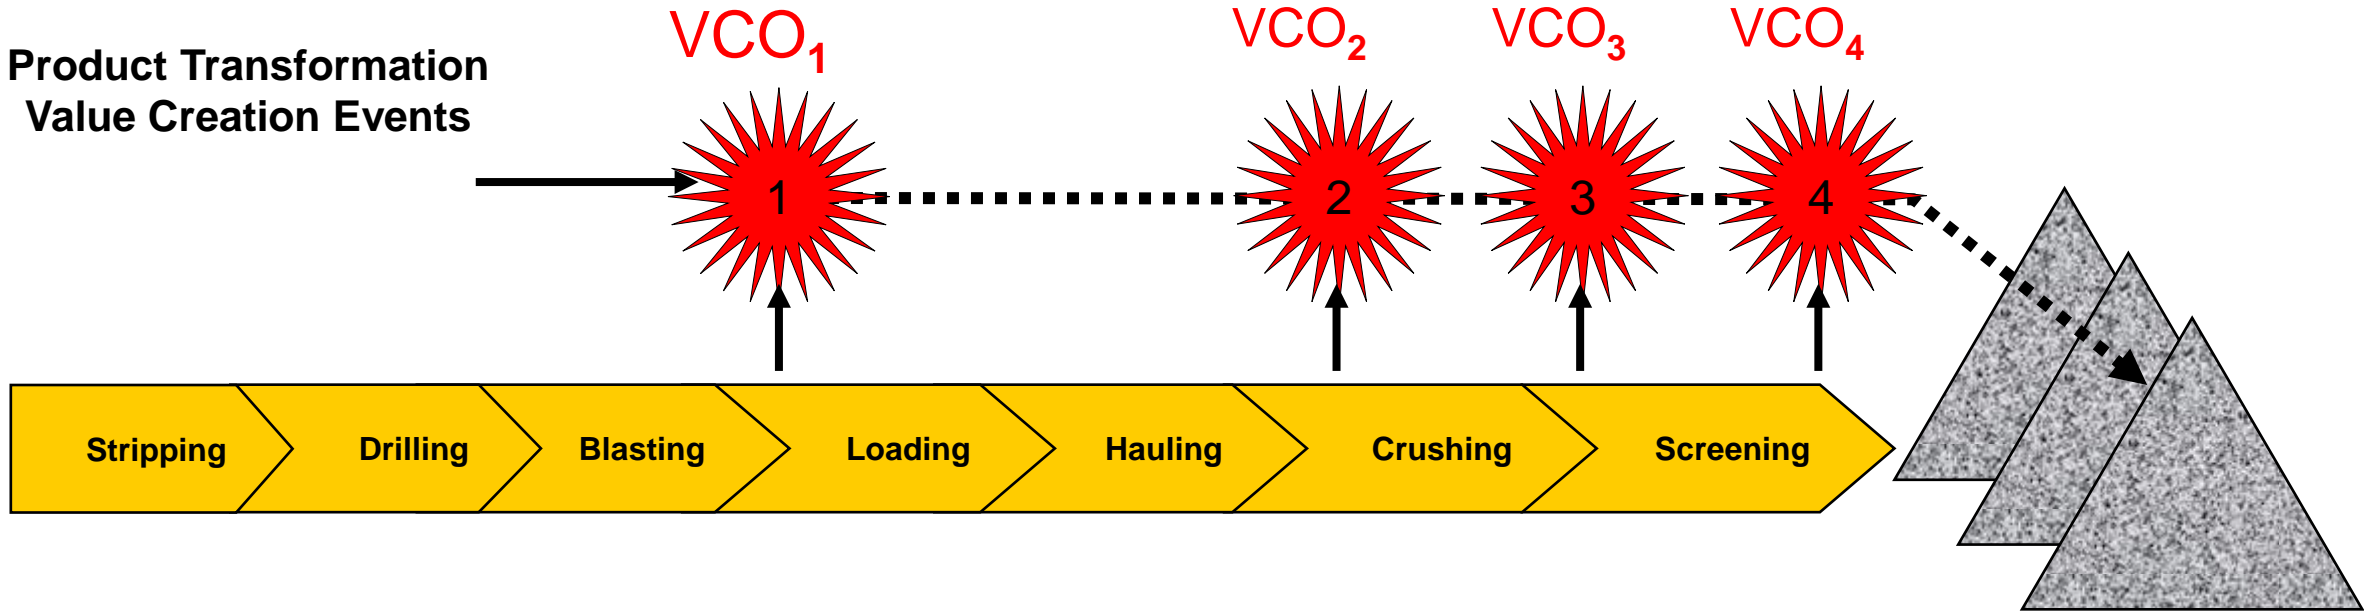 VCO1
VCO2
VCO3
VCO4
Product Transformation
Value Creation Events
1
2
3
4
Stripping
Drilling
Blasting
Loading
Hauling
Crushing
Screening